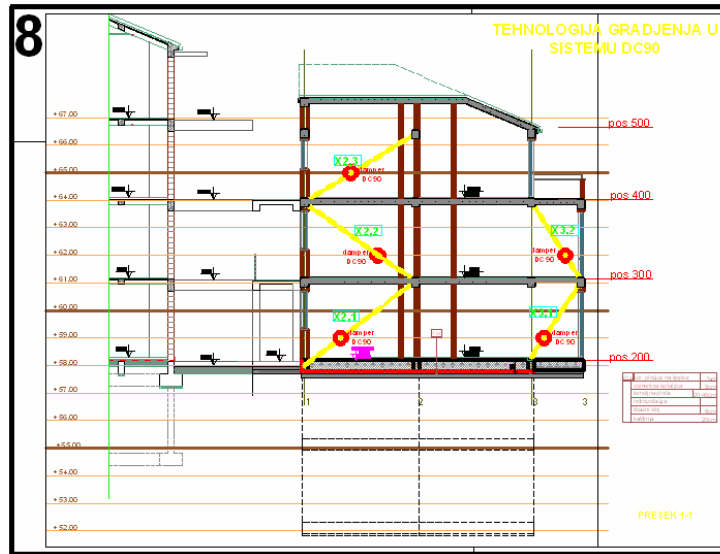 8
TEHNOLOGIJA GRADJENJA U
SISTEMU DC90
+67.00
+66.00
+65.00
+64.00
+63.00
+62.00
+61.00
+60.00
+59.00
+58.00
+57.00
+56.00
+55.00
+54.00
+53.00
+52.00
pos 500
X2,3
damper
DC90
pos 400
X2,2
damper
DC90
X3,2
damper
DC90
pos 300
X2,1
damper
DC90
X3,1
damper
DC90
pos 200
1
2
3
3
PRESEK 1-1